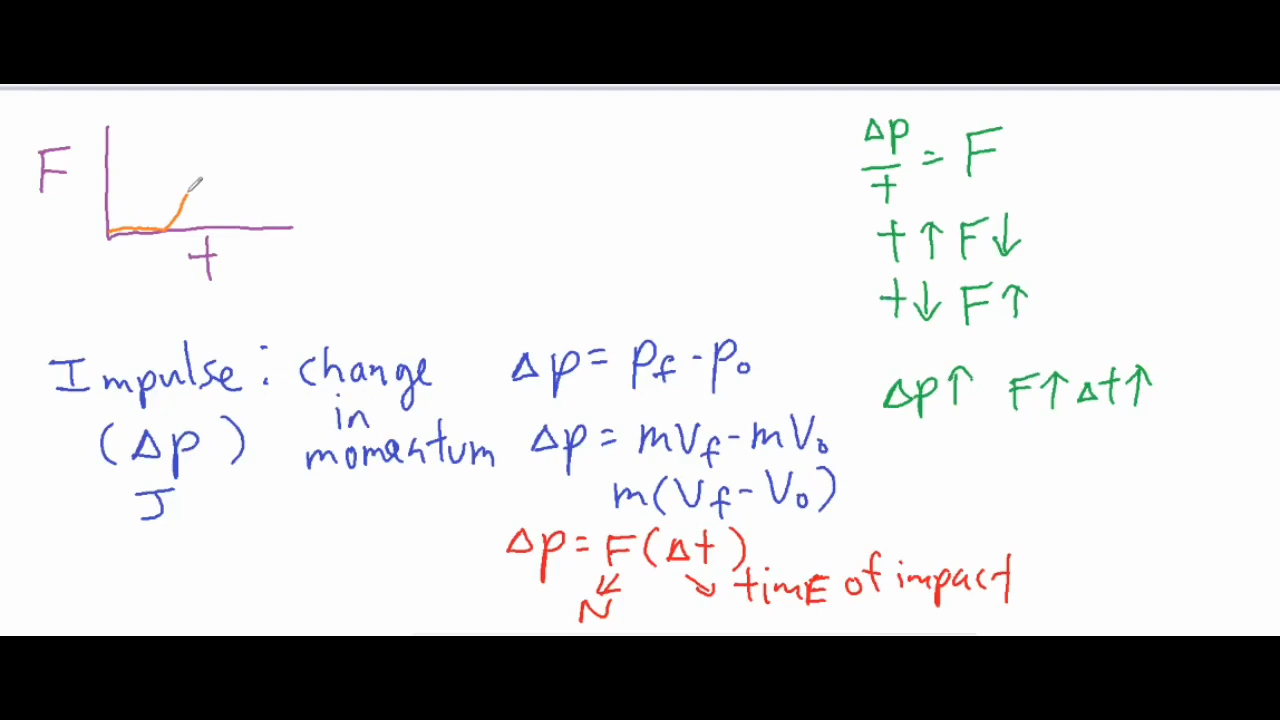 F
t
Δp/t = F
t↑ F↓
t↓ F↑
Δp↑ F↑ Δt↑
Impulse: change in momentum
(Δp)
J
Δp = pf - p₀
Δp = mVf - mV₀
m(Vf - V₀)
Δp = F(Δt)
N
timE of impact